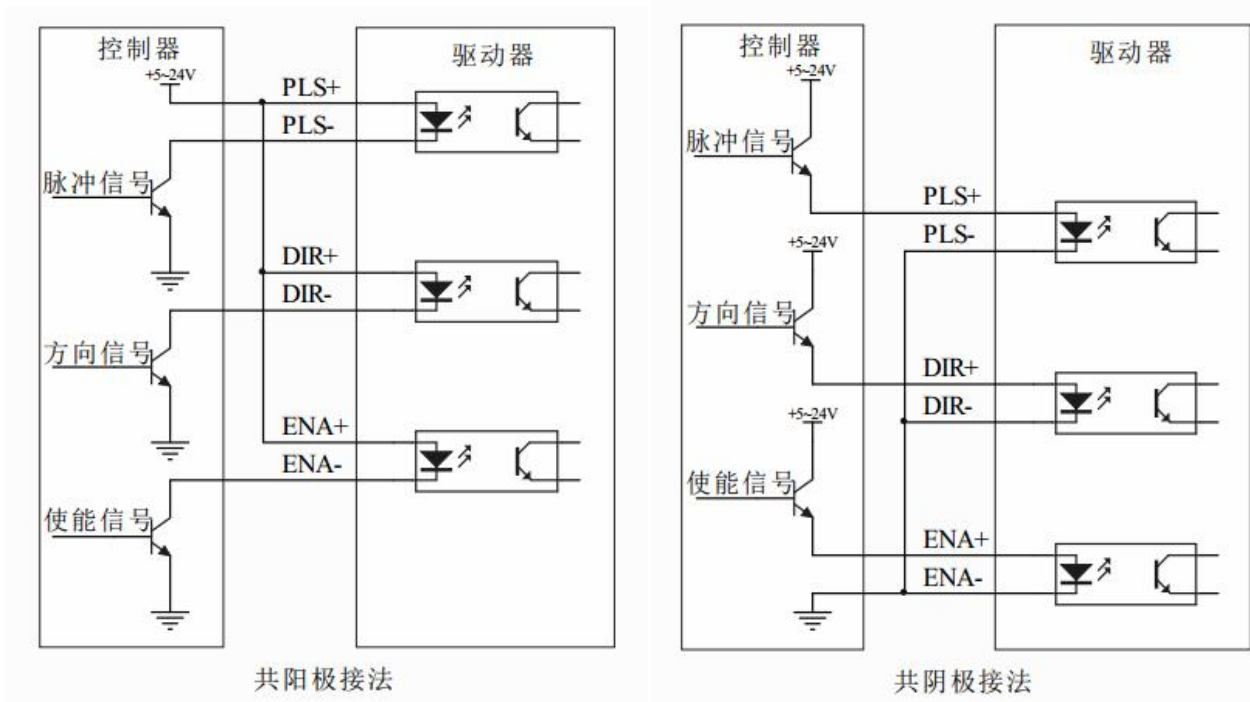 控制器
驱动器
+5~24V
PLS+
PLS-
脉冲信号
DIR+
DIR-
方向信号
ENA+
ENA-
使能信号
共阳极接法
控制器
驱动器
+5~24V
脉冲信号
PLS+
PLS-
+5~24V
方向信号
DIR+
DIR-
+5~24V
使能信号
ENA+
ENA-
共阴极接法